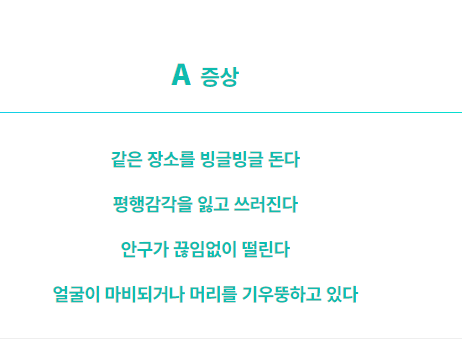 A 증상
같은 장소를 빙글빙글 돈다
평행감각을 잃고 쓰러진다
안구가 끊임없이 떨린다
얼굴이 마비되거나 머리를 기우뚱하고 있다